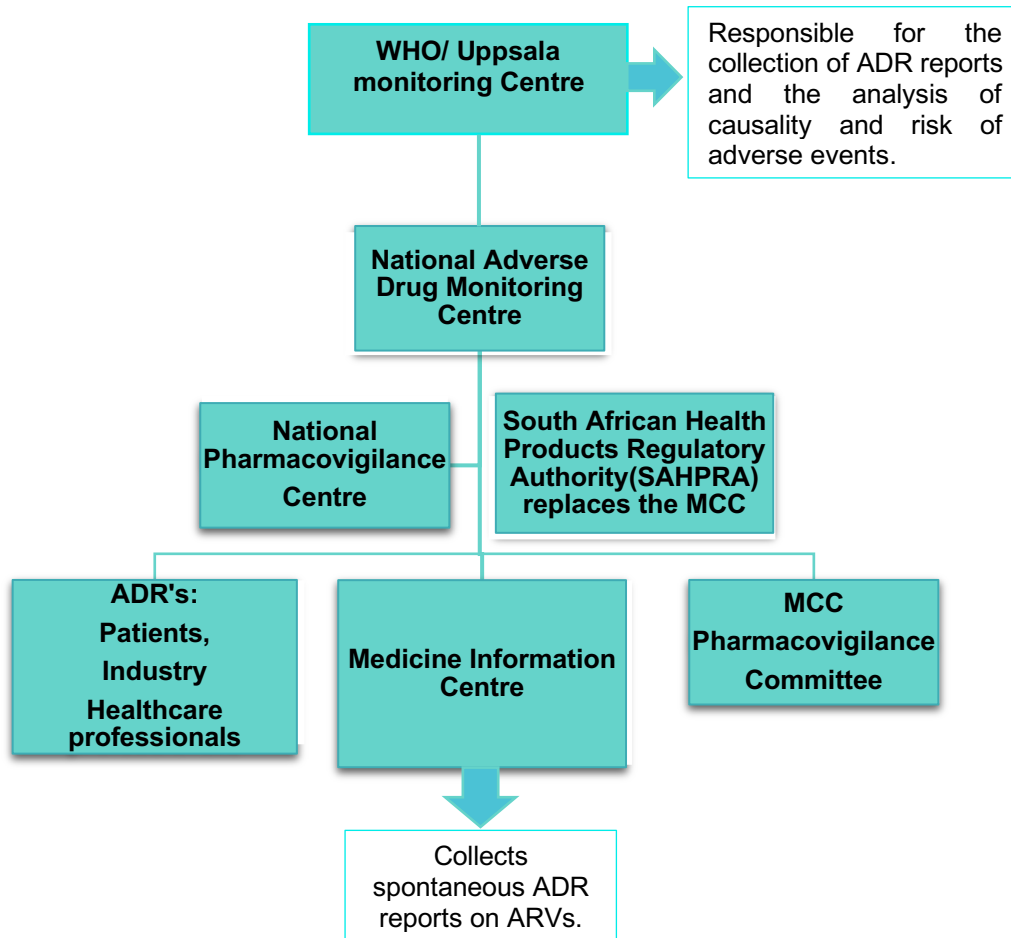 WHO/ Uppsala
monitoring Centre
Responsible for the
collection of ADR reports
and the analysis of
causality and risk of
adverse events.
National Adverse
Drug Monitoring
Centre
National
Pharmacovigilance
Centre
South African Health
Products Regulatory
Authority(SAHPRA)
replaces the MCC
ADR's:
Patients,
Industry
Healthcare
professionals
Medicine Information
Centre
MCC
Pharmacovigilance
Committee
Collects
spontaneous ADR
reports on ARVs.